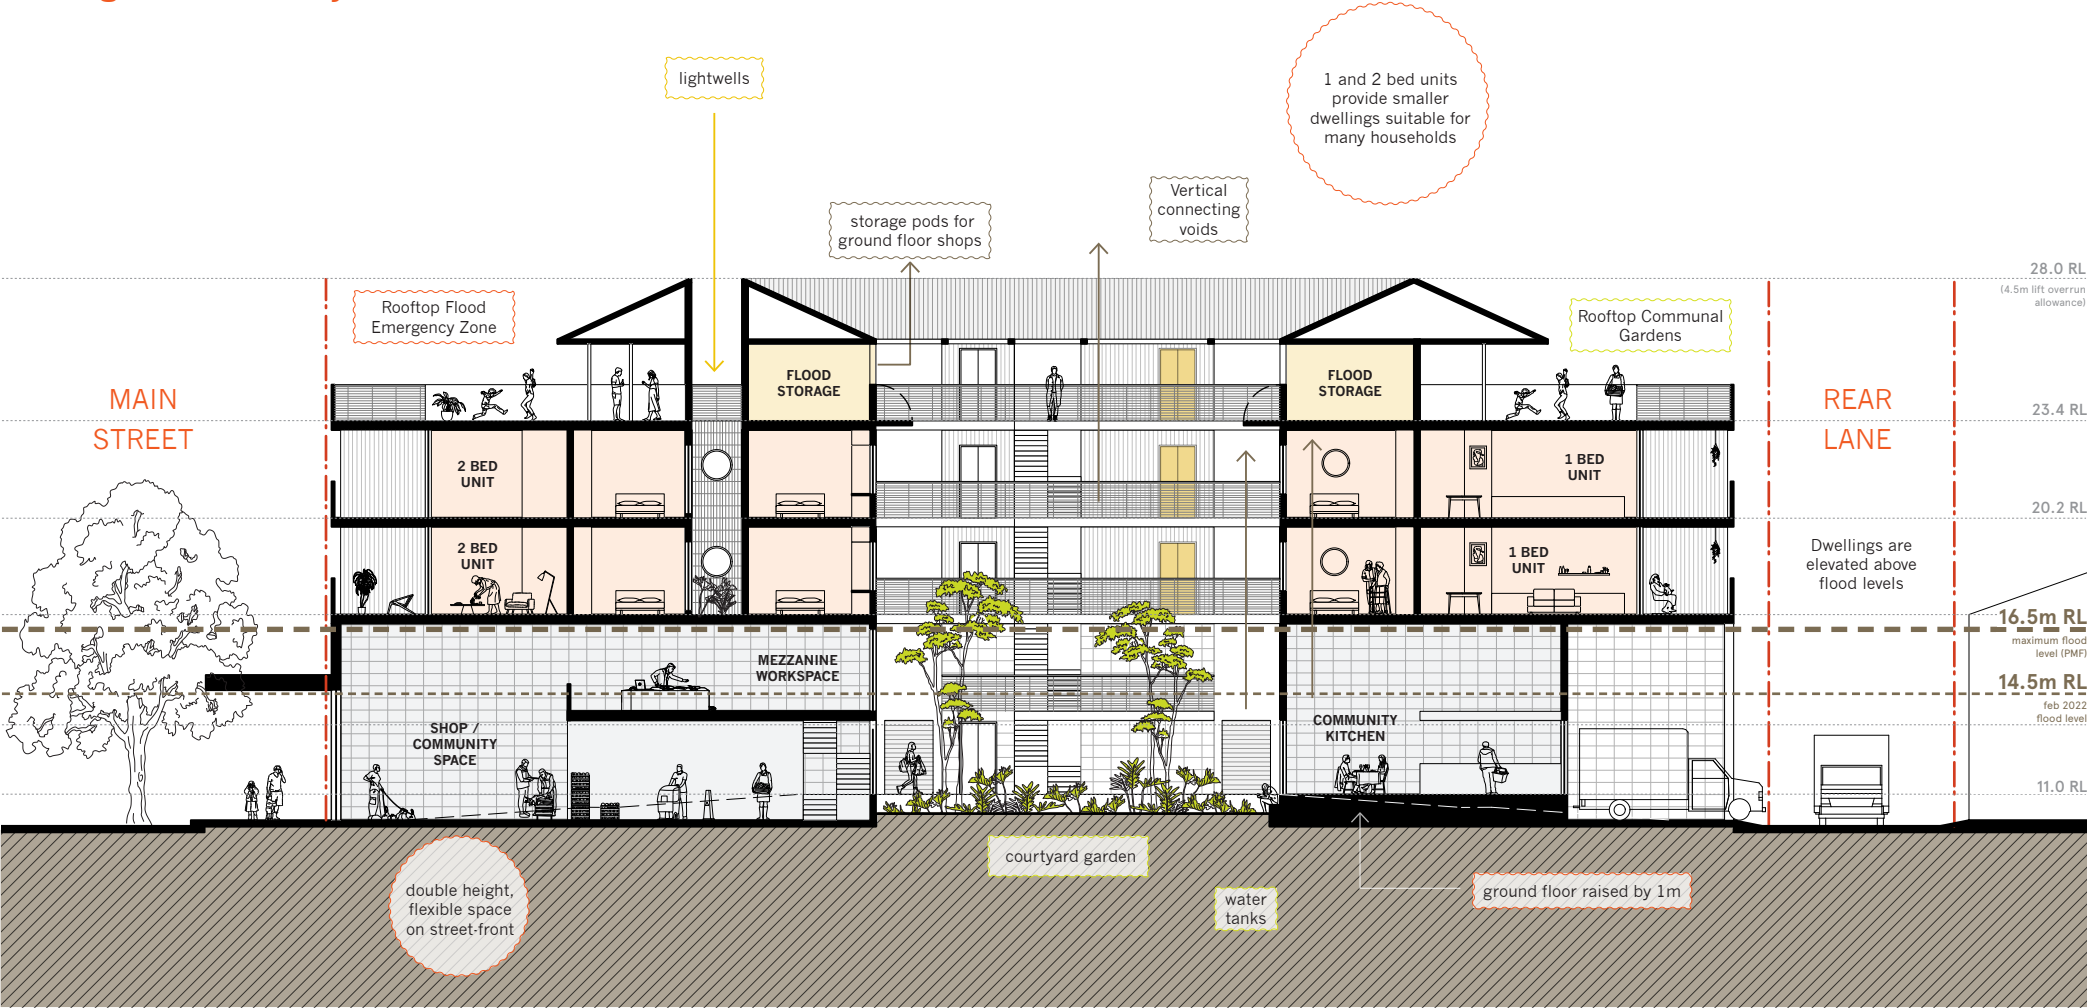 lightwells
1 and 2 bed units
provide smaller
dwellings suitable for
many households
Vertical
connecting
voids
storage pods for
ground floor shops
28.0 RL
(4.5m lift overrun
allowance)
Rooftop Flood
Emergency Zone
Rooftop Communal
Gardens
FLOOD
STORAGE
FLOOD
STORAGE
MAIN
STREET
REAR
LANE
23.4 RL
2 BED
UNIT
1 BED
UNIT
20.2 RL
2 BED
UNIT
1 BED
UNIT
Dwellings are
elevated above
flood levels
16.5m RL
maximum flood
level (PMF)
MEZZANINE
WORKSPACE
14.5m RL
feb 2022
flood level
SHOP /
COMMUNITY
SPACE
COMMUNITY
KITCHEN
11.0 RL
courtyard garden
double height,
flexible space
on street-front
water
tanks
ground floor raised by 1m